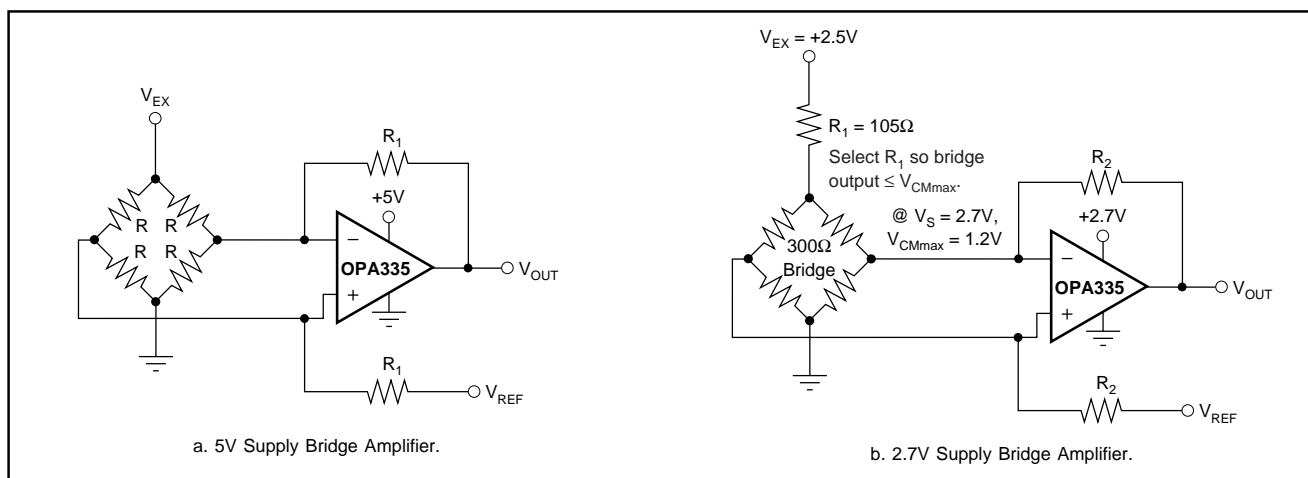 V_EX
R_1
R R
R R
+5V
−
+
OPA335
V_OUT
R_1
V_REF
a. 5V Supply Bridge Amplifier.
V_EX = +2.5V
R_1 = 105Ω
Select R_1 so bridge
output ≤ V_CMmax.
@ V_S = 2.7V,
V_CMmax = 1.2V
300Ω
Bridge
R_2
+2.7V
−
+
OPA335
V_OUT
R_2
V_REF
b. 2.7V Supply Bridge Amplifier.